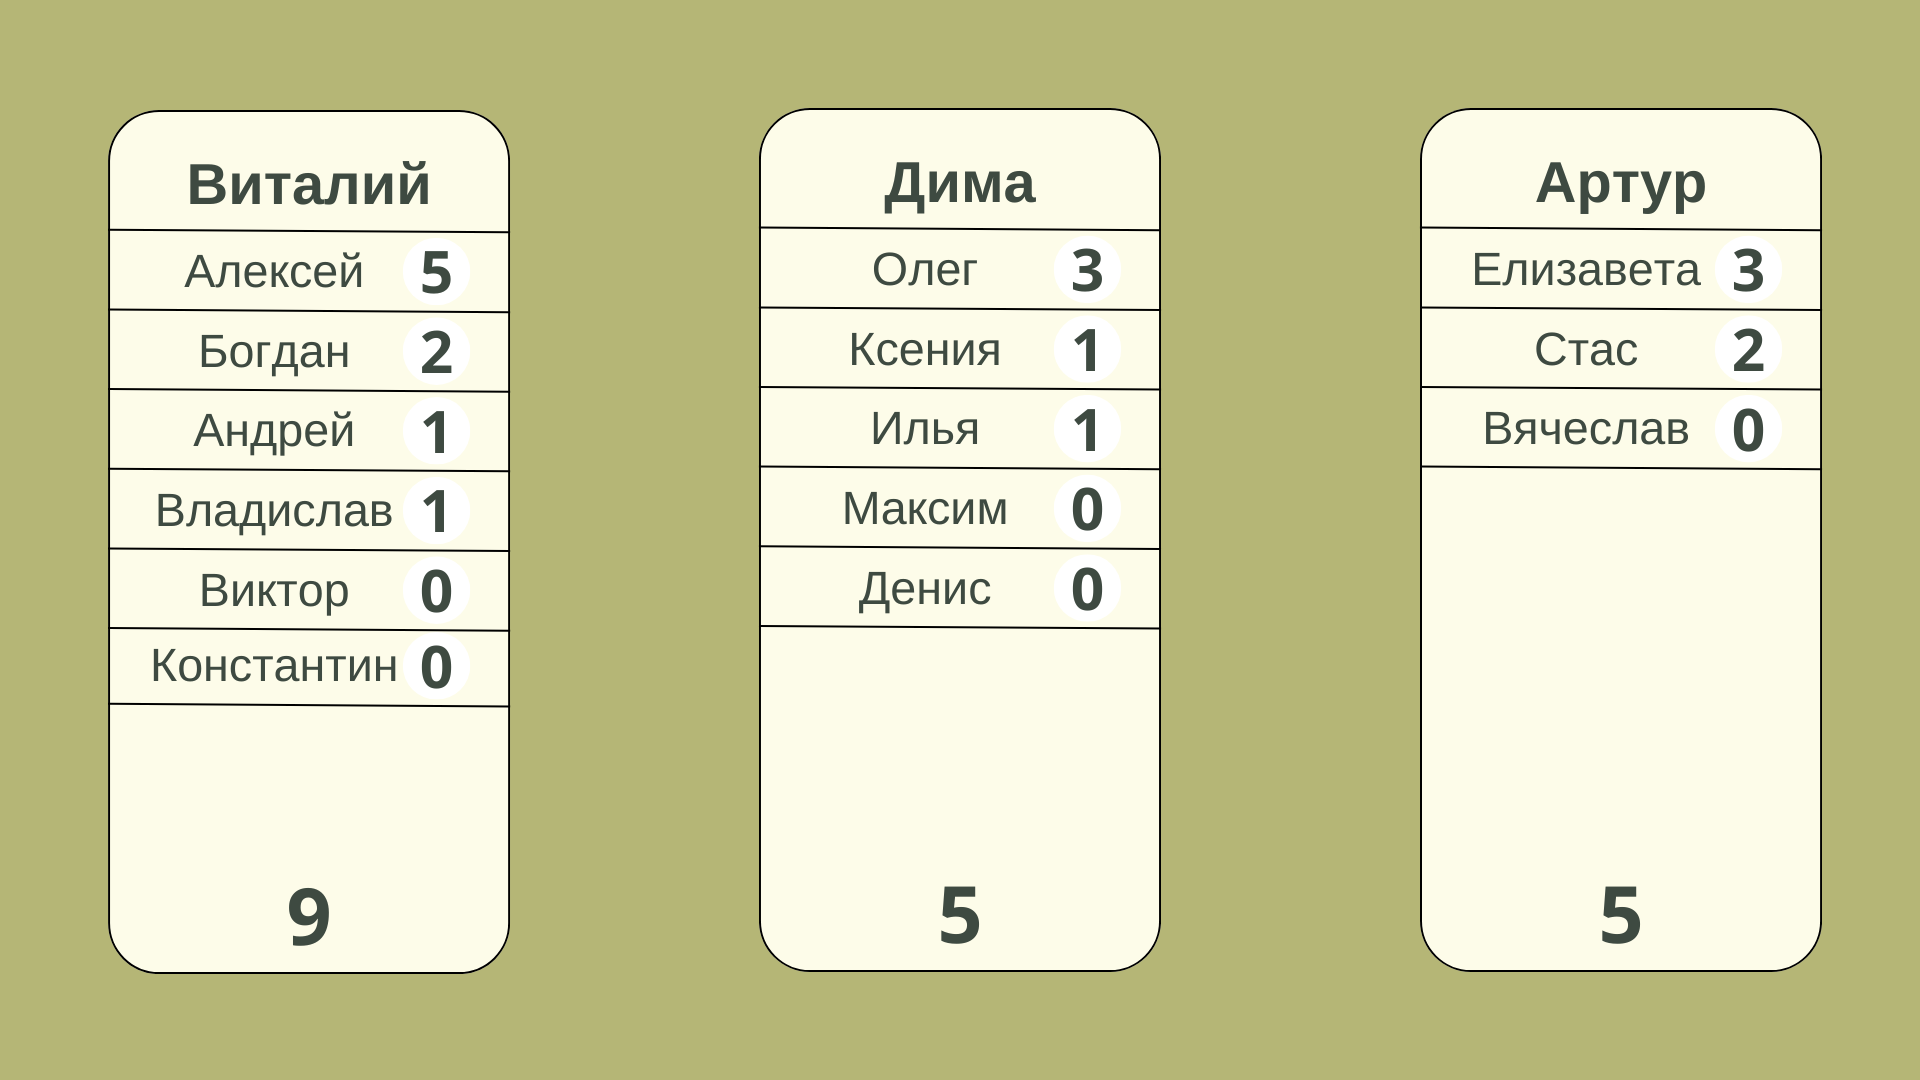 Виталий
Алексей 5
Богдан 2
Андрей 1
Владислав 1
Виктор 0
Константин 0
9
Дима
Олег 3
Ксения 1
Илья 1
Максим 0
Денис 0
5
Артур
Елизавета 3
Стас 2
Вячеслав 0
5